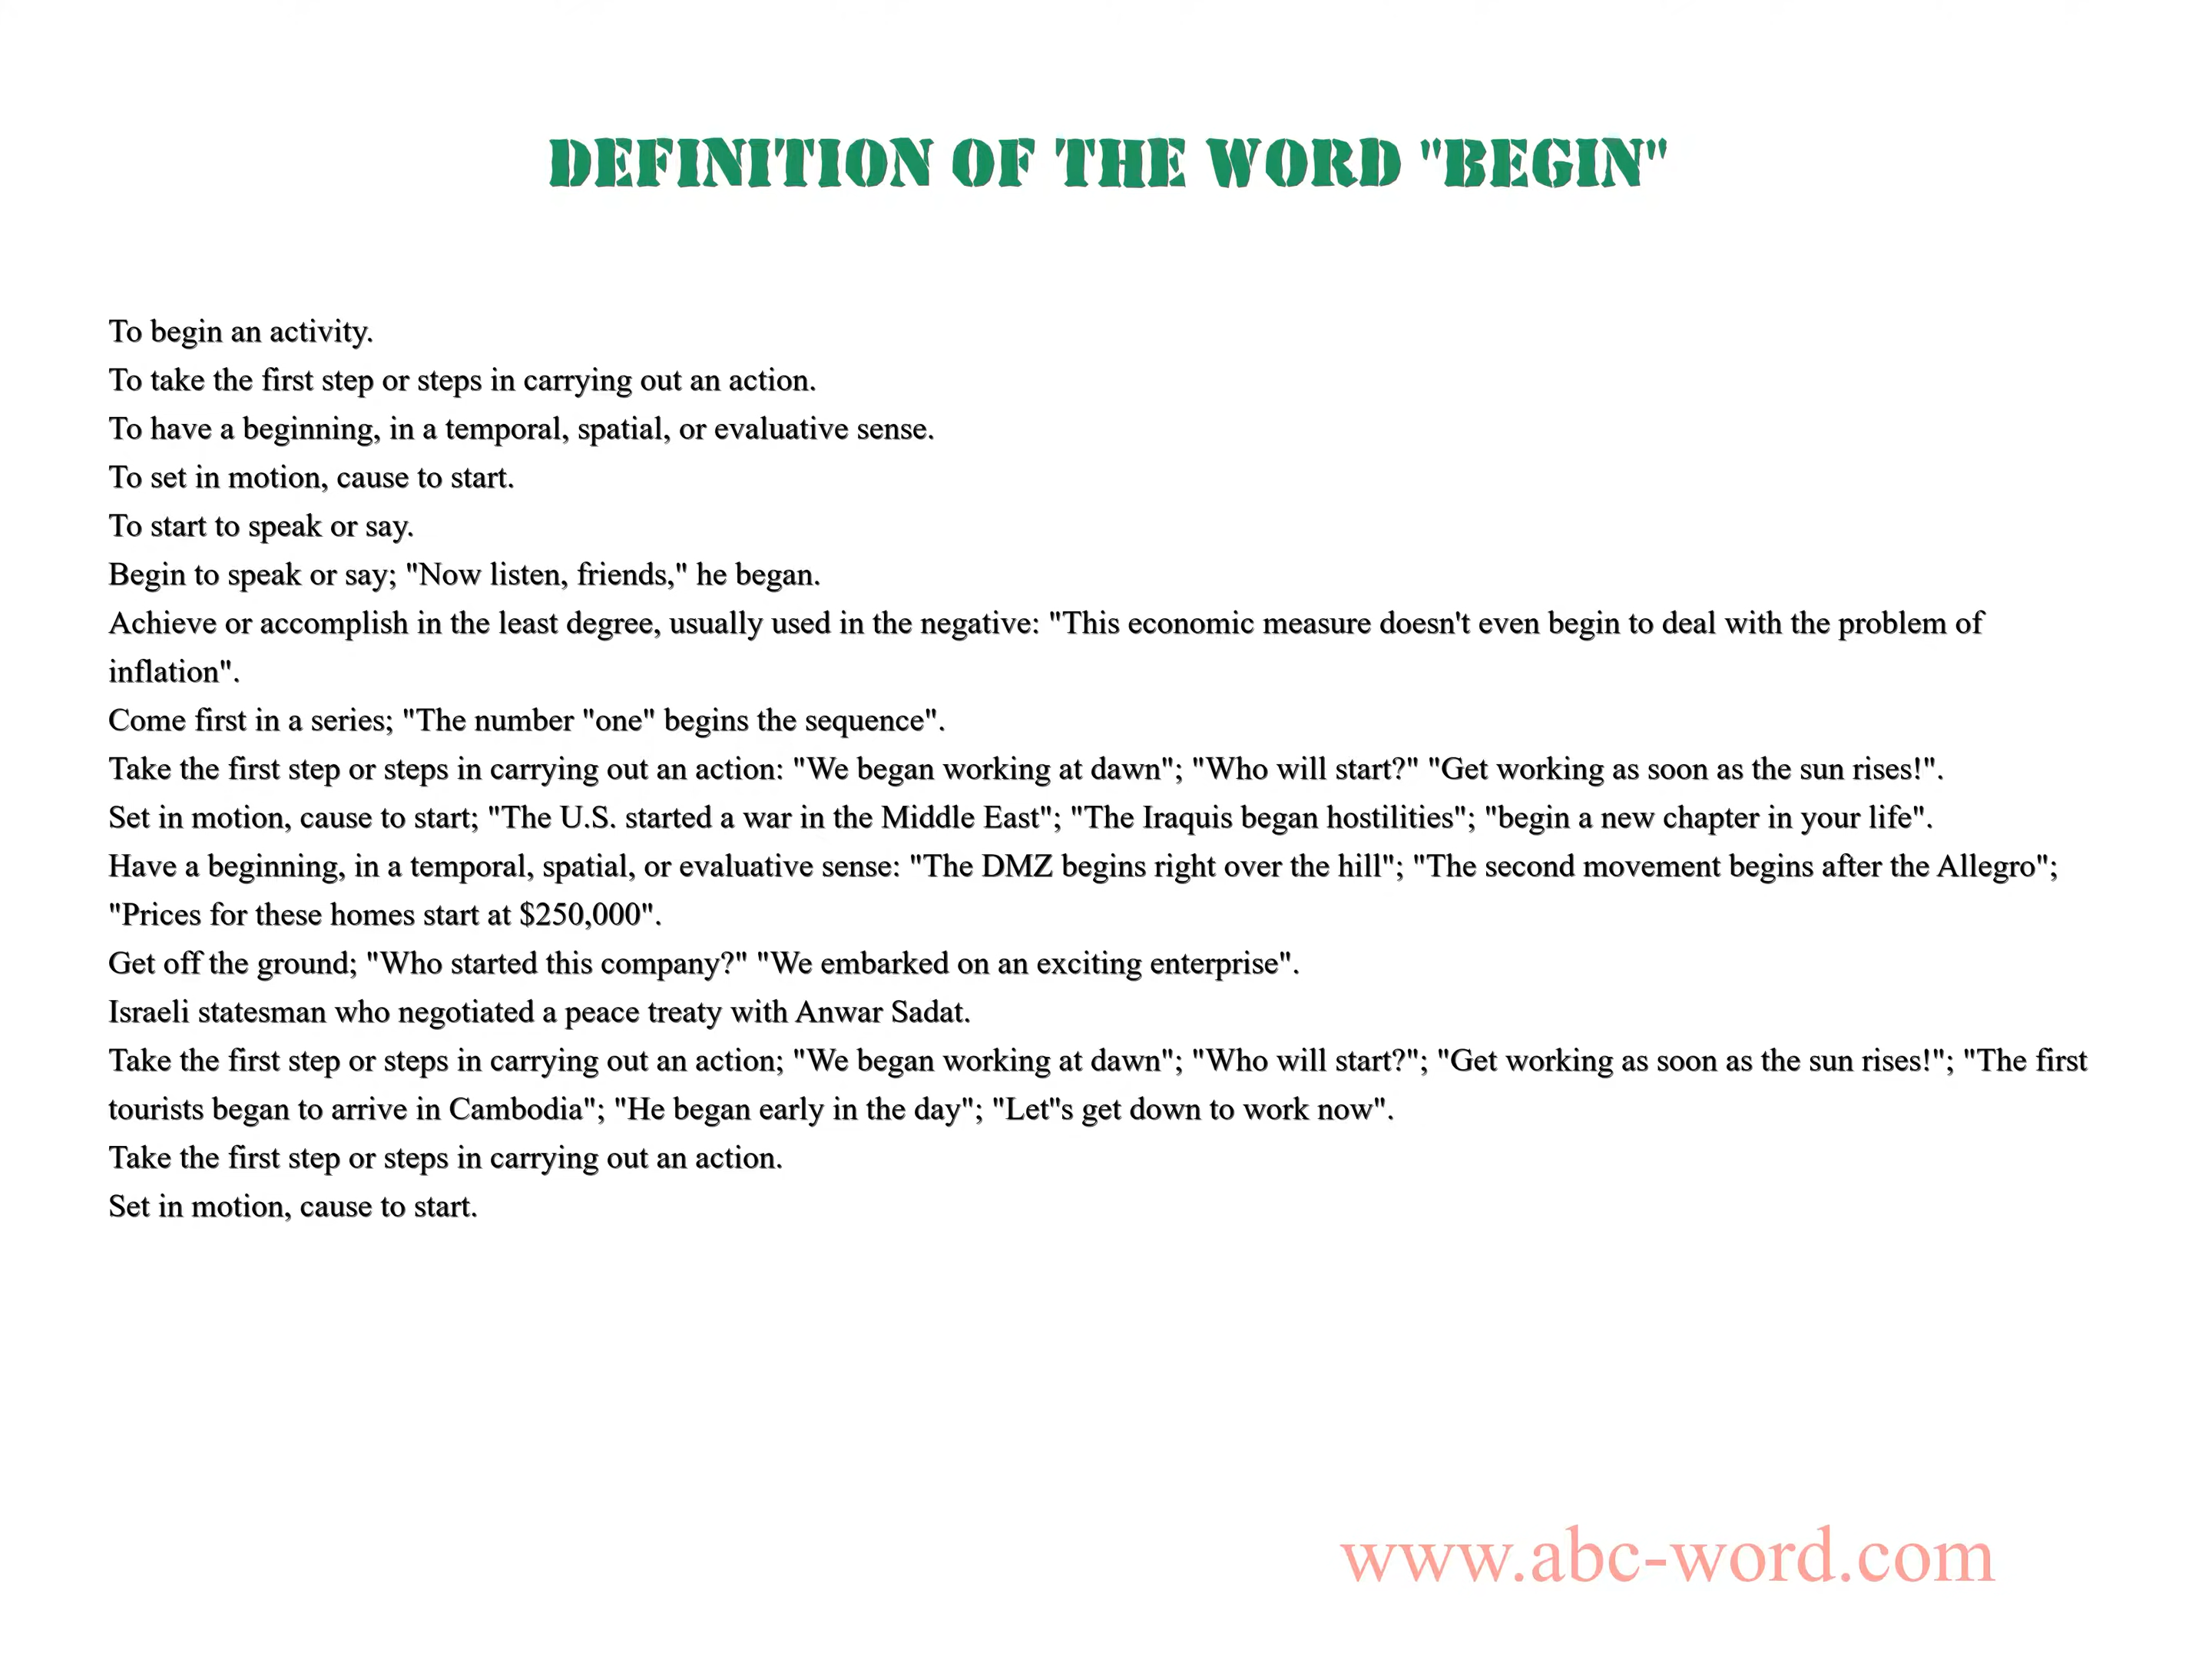 DEFINITION OF THE WORD "BEGIN"
To begin an activity.
To take the first step or steps in carrying out an action.
To have a beginning, in a temporal, spatial, or evaluative sense.
To set in motion, cause to start.
To start to speak or say.
Begin to speak or say; "Now listen, friends," he began.
Achieve or accomplish in the least degree, usually used in the negative: "This economic measure doesn't even begin to deal with the problem of
inflation".
Come first in a series; "The number "one" begins the sequence".
Take the first step or steps in carrying out an action: "We began working at dawn"; "Who will start?" "Get working as soon as the sun rises!".
Set in motion, cause to start; "The U.S. started a war in the Middle East"; "The Iraquis began hostilities"; "begin a new chapter in your life".
Have a beginning, in a temporal, spatial, or evaluative sense: "The DMZ begins right over the hill"; "The second movement begins after the Allegro";
"Prices for these homes start at $250,000".
Get off the ground; "Who started this company?" "We embarked on an exciting enterprise".
Israeli statesman who negotiated a peace treaty with Anwar Sadat.
Take the first step or steps in carrying out an action; "We began working at dawn"; "Who will start?"; "Get working as soon as the sun rises!"; "The first
tourists began to arrive in Cambodia"; "He began early in the day"; "Let"s get down to work now".
Take the first step or steps in carrying out an action.
Set in motion, cause to start.
www.abc-word.com